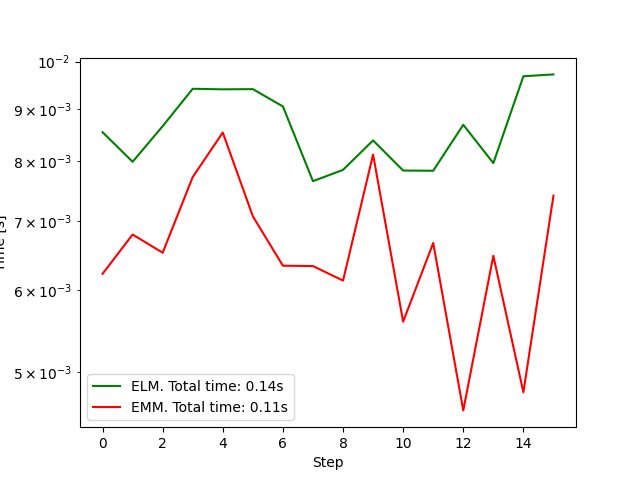 10⁻²
9 × 10⁻³
8 × 10⁻³
7 × 10⁻³
6 × 10⁻³
5 × 10⁻³
[s]
ELM. Total time: 0.14s
EMM. Total time: 0.11s
0 2 4 6 8 10 12 14
Step